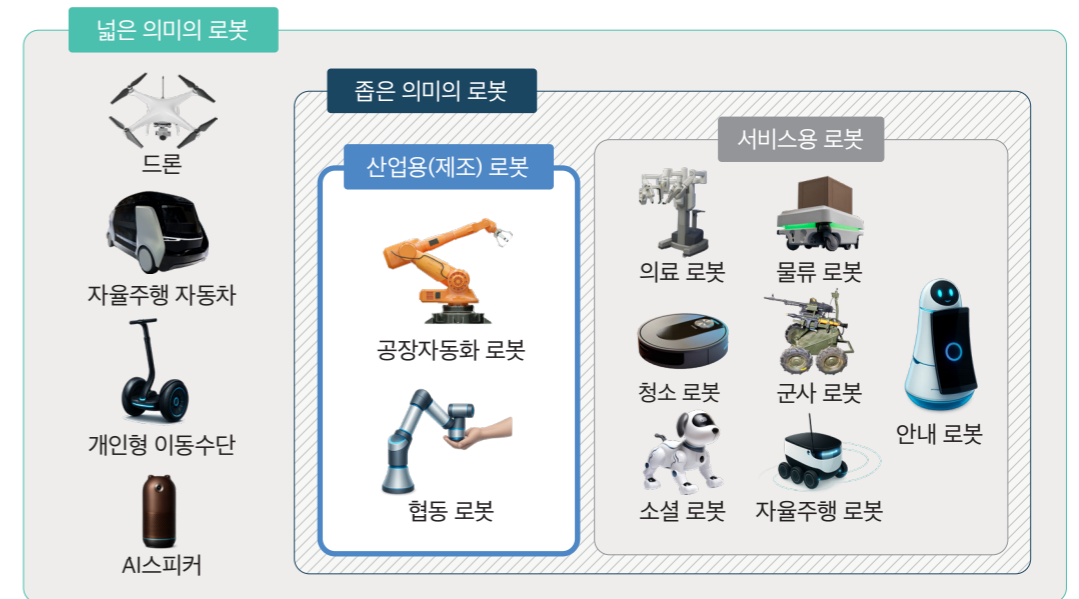 넓은 의미의 로봇
드론
자율주행 자동차
개인형 이동수단
AI스피커
좁은 의미의 로봇
산업용(제조) 로봇
공장자동화 로봇
협동 로봇
서비스용 로봇
의료 로봇
물류 로봇
청소 로봇
군사 로봇
안내 로봇
소셜 로봇
자율주행 로봇